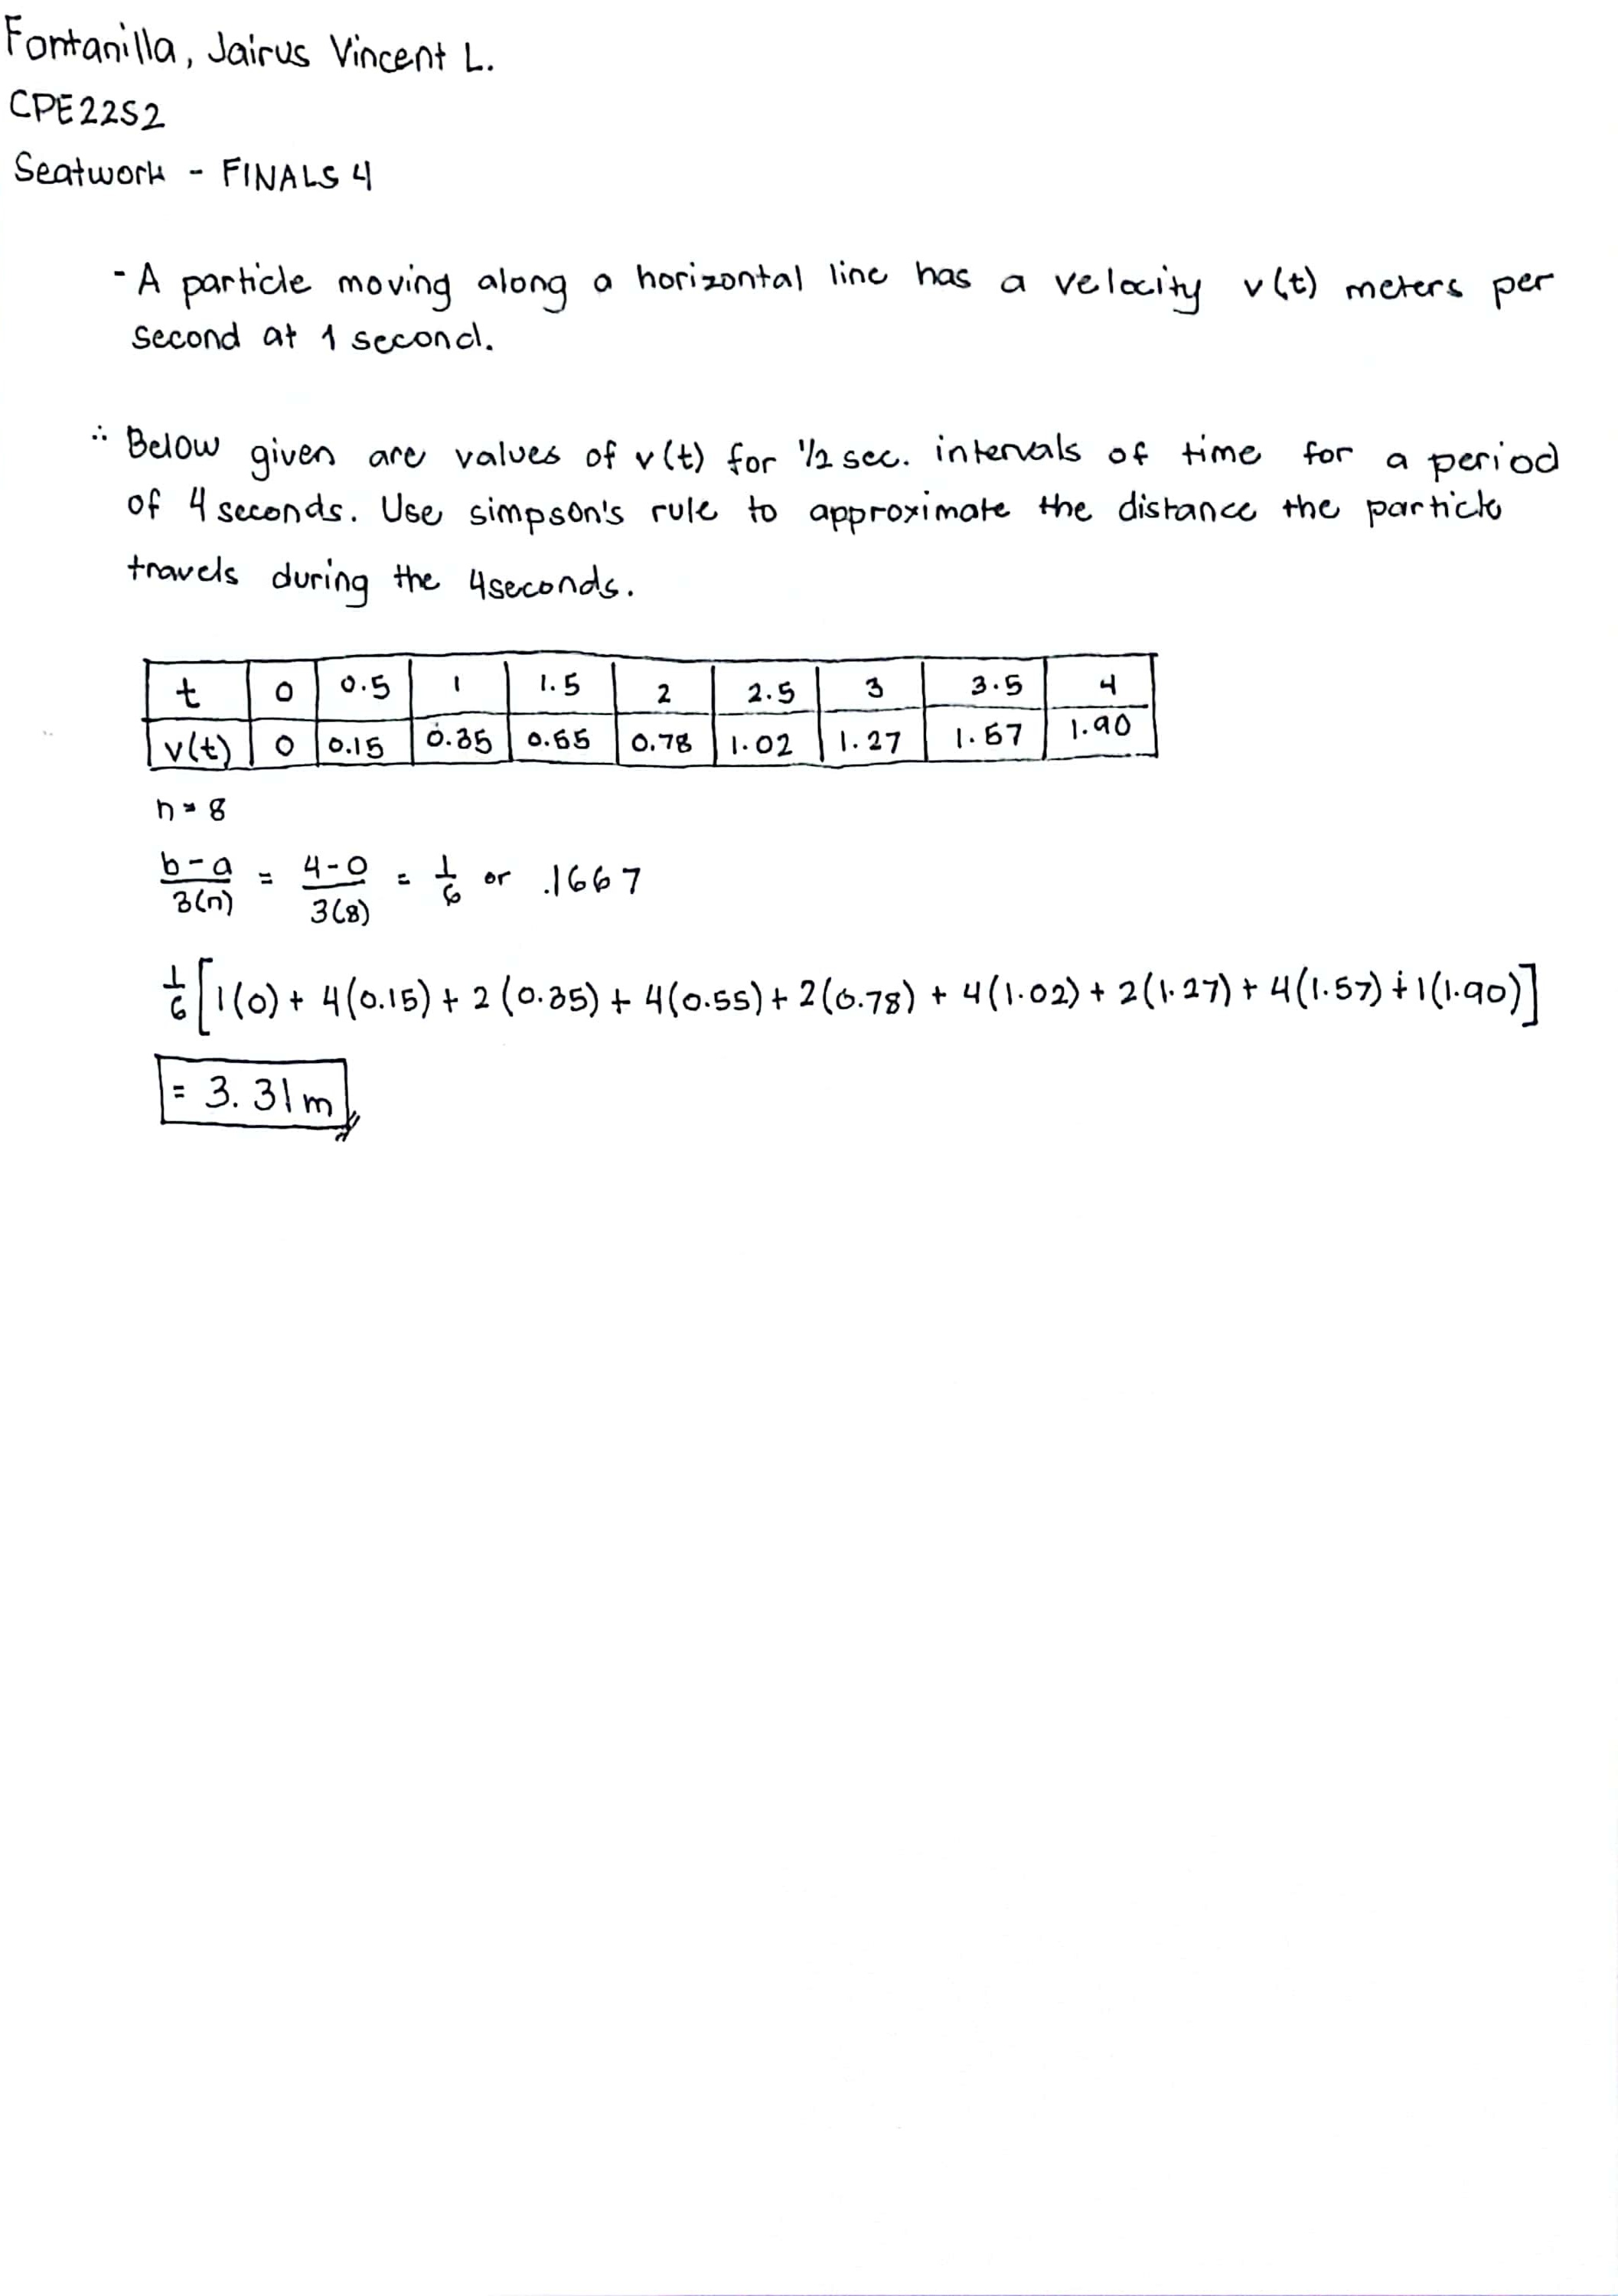 Fontanilla, Jairus Vincent L.
CPE22S2
Seatwork - FINALS 4
- A particle moving along a horizontal line has a velocity v(t) meters per
second at 1 second.
∴ Below given are values of v(t) for 1/2 sec. intervals of time for a period
of 4 seconds. Use simpson's rule to approximate the distance the particle
travels during the 4seconds.
t 0 0.5 1 1.5 2 2.5 3 3.5 4
v(t) 0 0.15 0.35 0.55 0.78 1.02 1.27 1.57 1.90
n = 8
b-a/3(n) = 4-0/3(8) = 1/6 or .1667
1/6 [1(0) + 4(0.15) + 2(0.35) + 4(0.55) + 2(0.78) + 4(1.02) + 2(1.27) + 4(1.57) + 1(1.90)]
= 3.31m